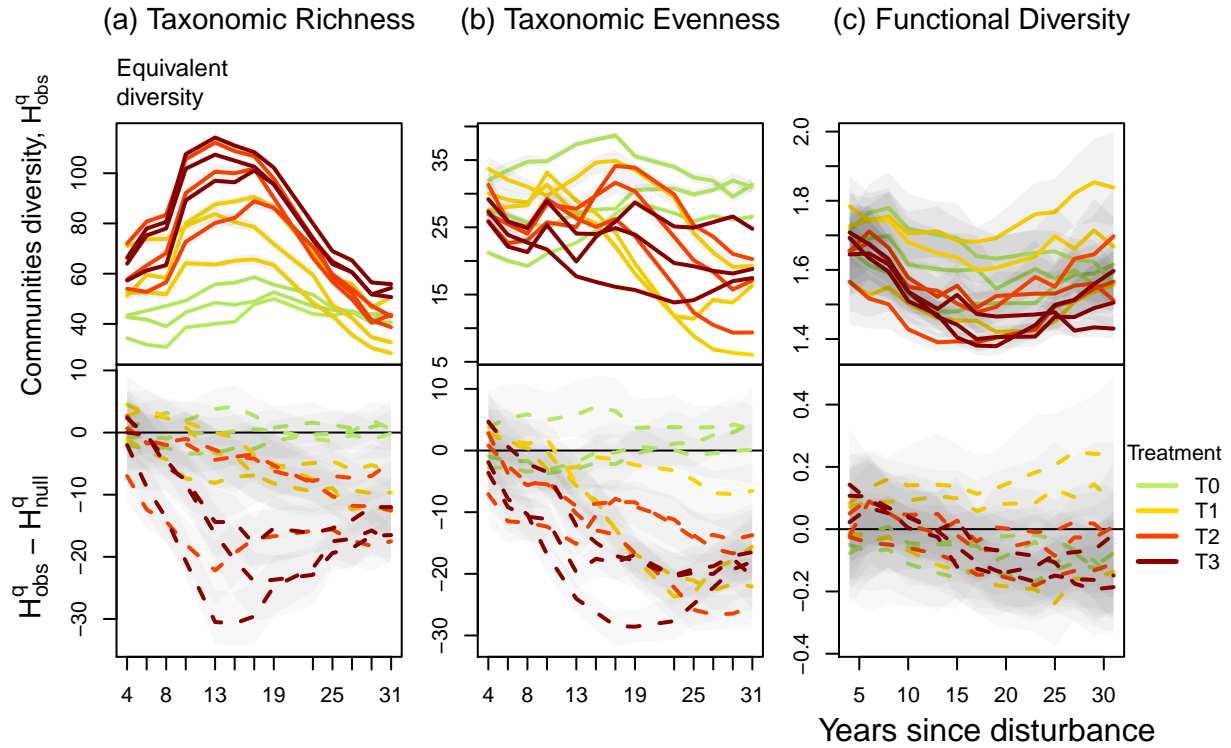 (a) Taxonomic Richness
(b) Taxonomic Evenness
(c) Functional Diversity
Equivalent
diversity
Communities diversity, H^q_obs
40 60 80 100
5 15 25 35
1.4 1.6 1.8 2.0
H^q_obs − H^q_null
−30 −20 −10 0 10
−30 −20 −10 0 10
−0.4 −0.2 0.0 0.2 0.4
4 8 13 19 25 31
4 8 13 19 25 31
5 10 15 20 25 30
Years since disturbance
Treatment
T0
T1
T2
T3